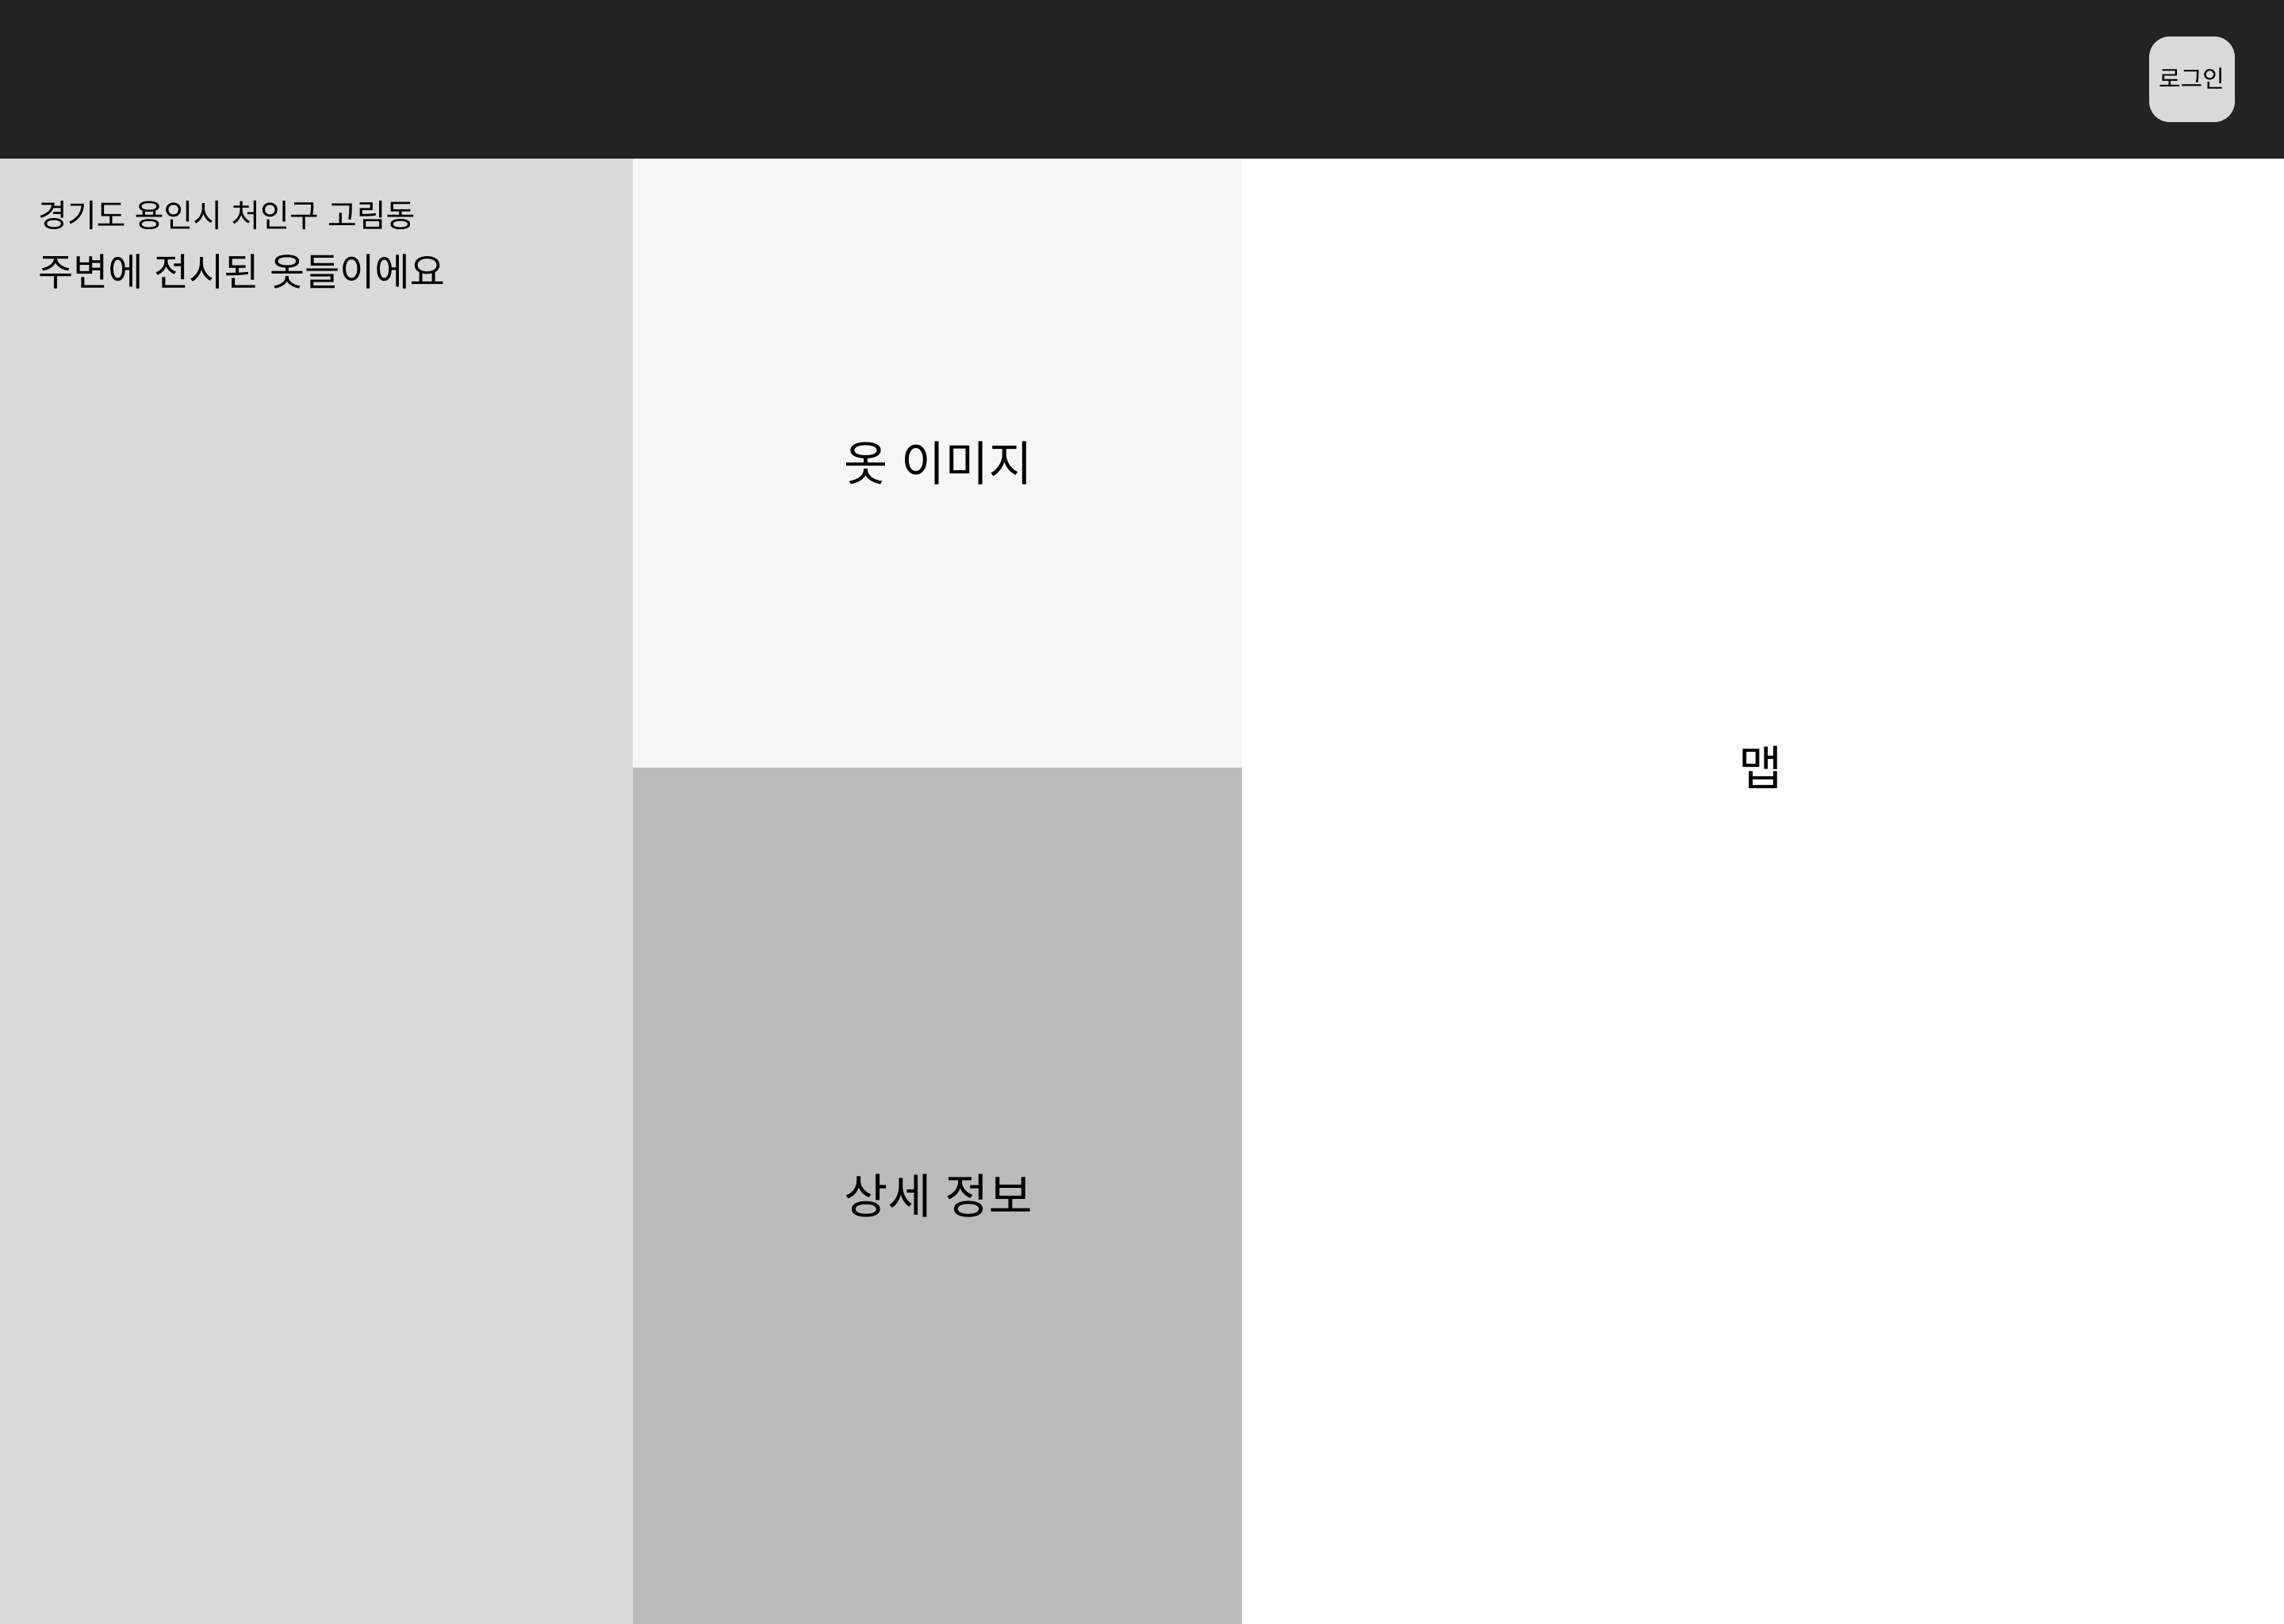 로그인
경기도 용인시 처인구 고림동
주변에 전시된 옷들이에요
옷 이미지
맵
상세 정보